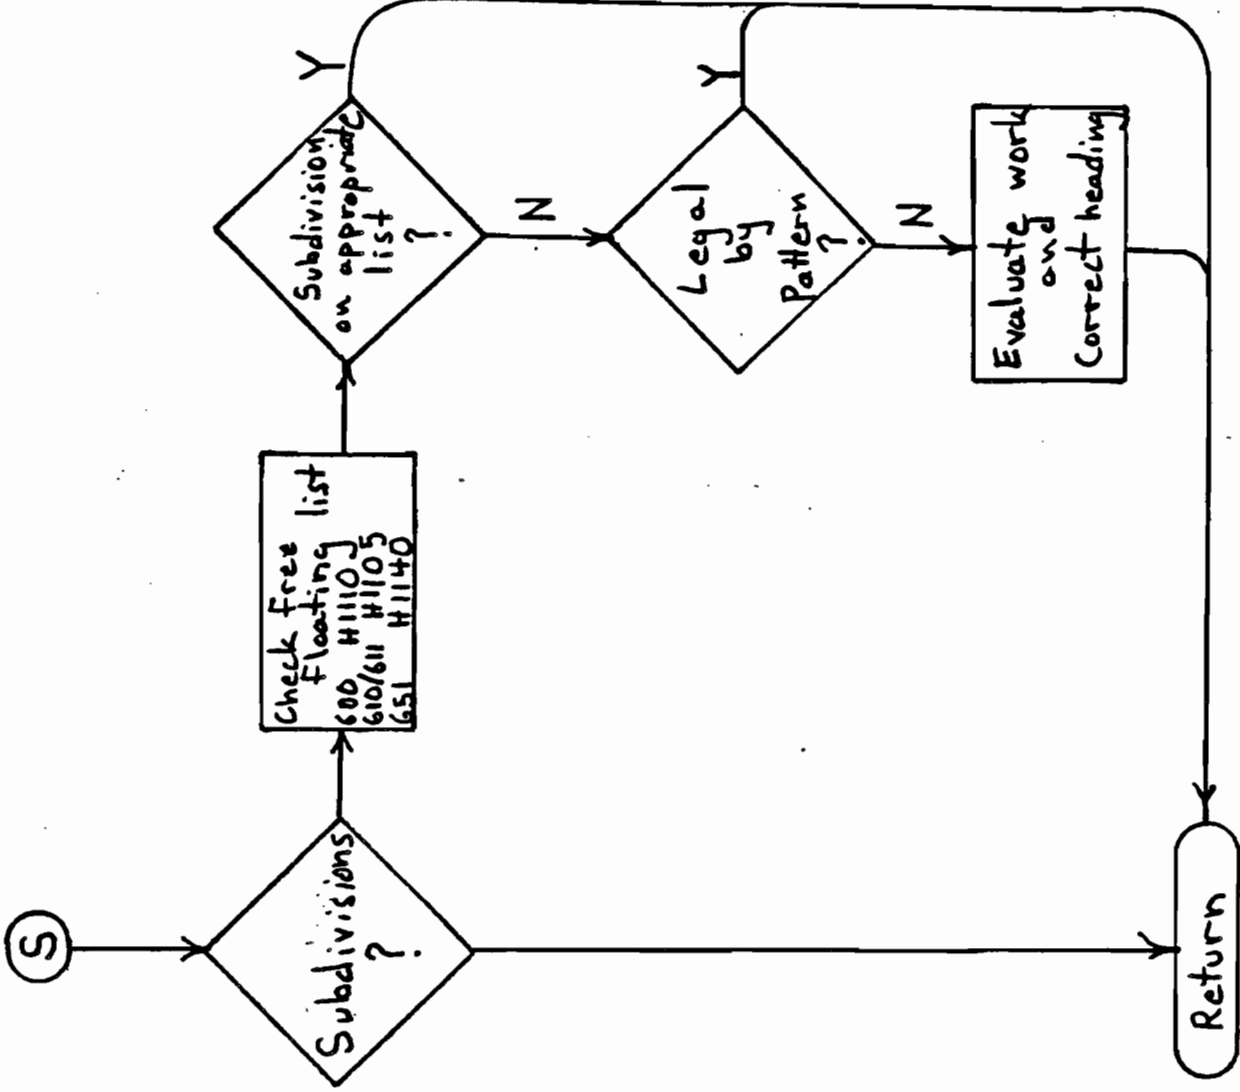 S
Subdivisions
?
Check free
floating list
600 H1110
610/611 H1105
651 H1140
Subdivision
on appropriate
list
?
Y
N
Legal
by
Pattern
?
Y
N
Evaluate work
and
Correct heading
Return